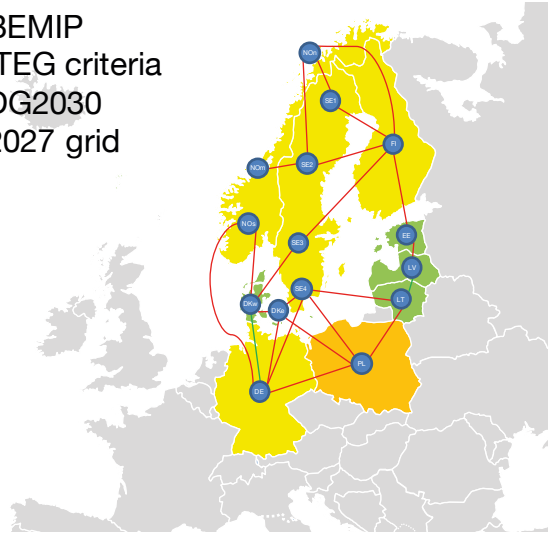 BEMIP
ITEG criteria
DG2030
2027 grid
NOn
SE1
FI
SE2
NOm
NOs
EE
SE3
LV
SE4
LT
DKw
DKe
PL
DE